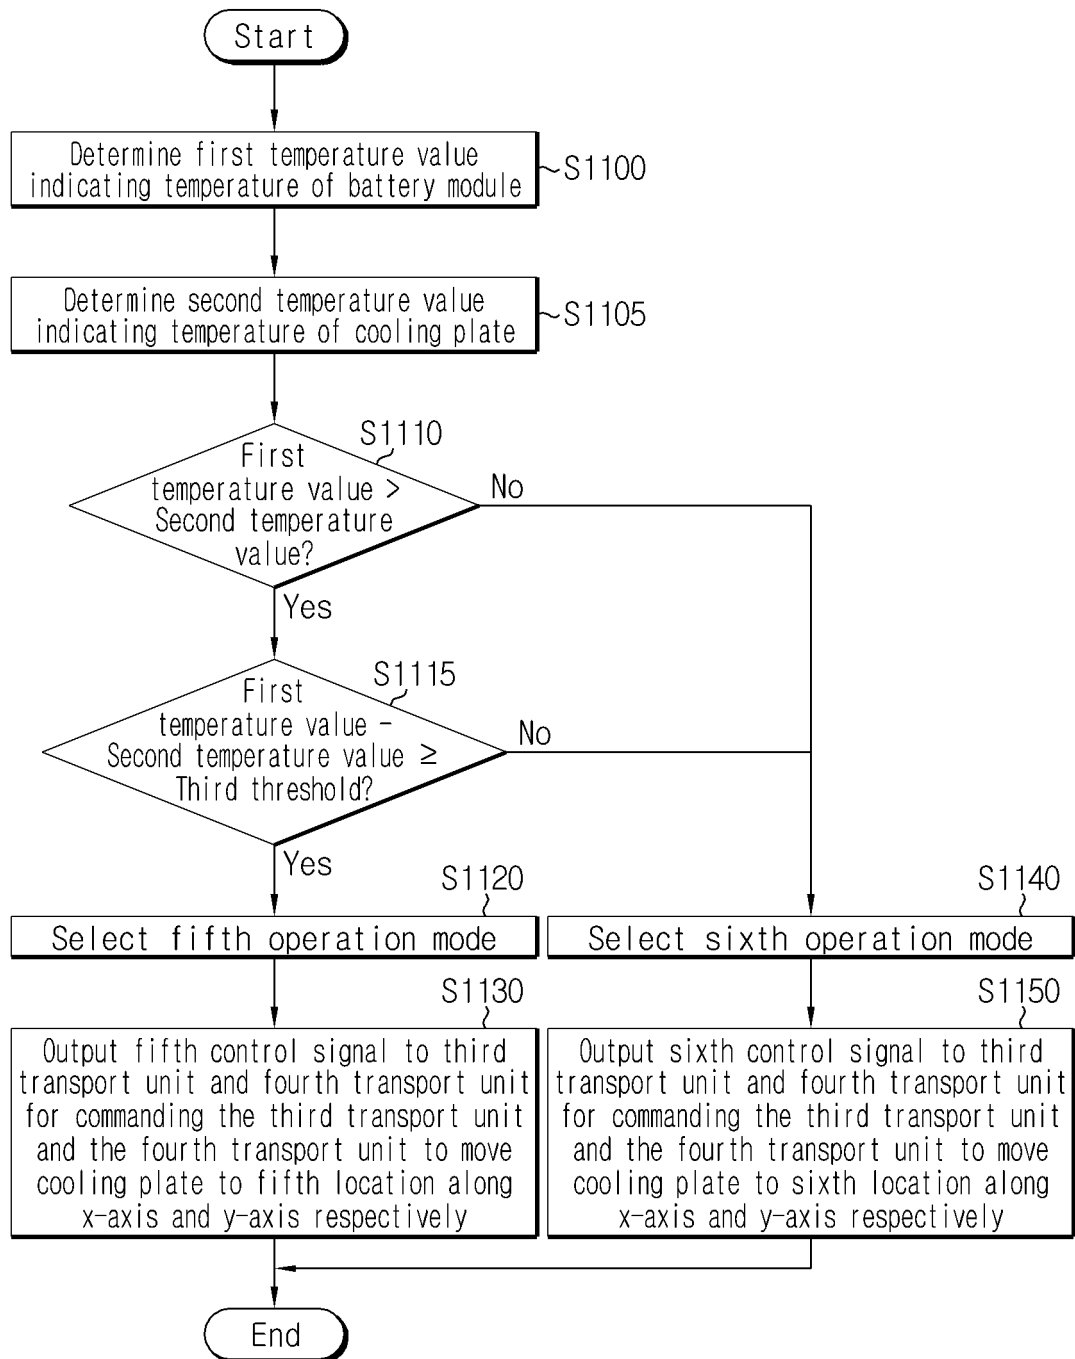 Start
Determine first temperature value
indicating temperature of battery module
S1100
Determine second temperature value
indicating temperature of cooling plate
S1105
S1110
First
temperature value >
Second temperature
value?
No
Yes
S1115
First
temperature value -
Second temperature value ≥
Third threshold?
No
Yes
S1120
Select fifth operation mode
S1140
Select sixth operation mode
S1130
Output fifth control signal to third
transport unit and fourth transport unit
for commanding the third transport unit
and the fourth transport unit to move
cooling plate to fifth location along
x-axis and y-axis respectively
S1150
Output sixth control signal to third
transport unit and fourth transport unit
for commanding the third transport unit
and the fourth transport unit to move
cooling plate to sixth location along
x-axis and y-axis respectively
End